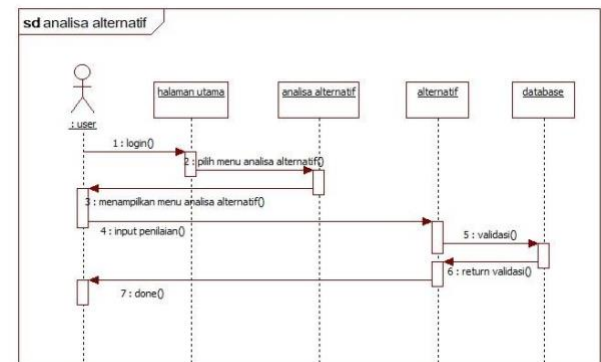 sd analisa alternatif
: user
halaman utama
analisa alternatif
alternatif
database
1 : login()
2 : pilih menu analisa alternatif()
3 : menampilkan menu analisa alternatif()
4 : input penilaian()
5 : validasi()
6 : return validasi()
7 : done()